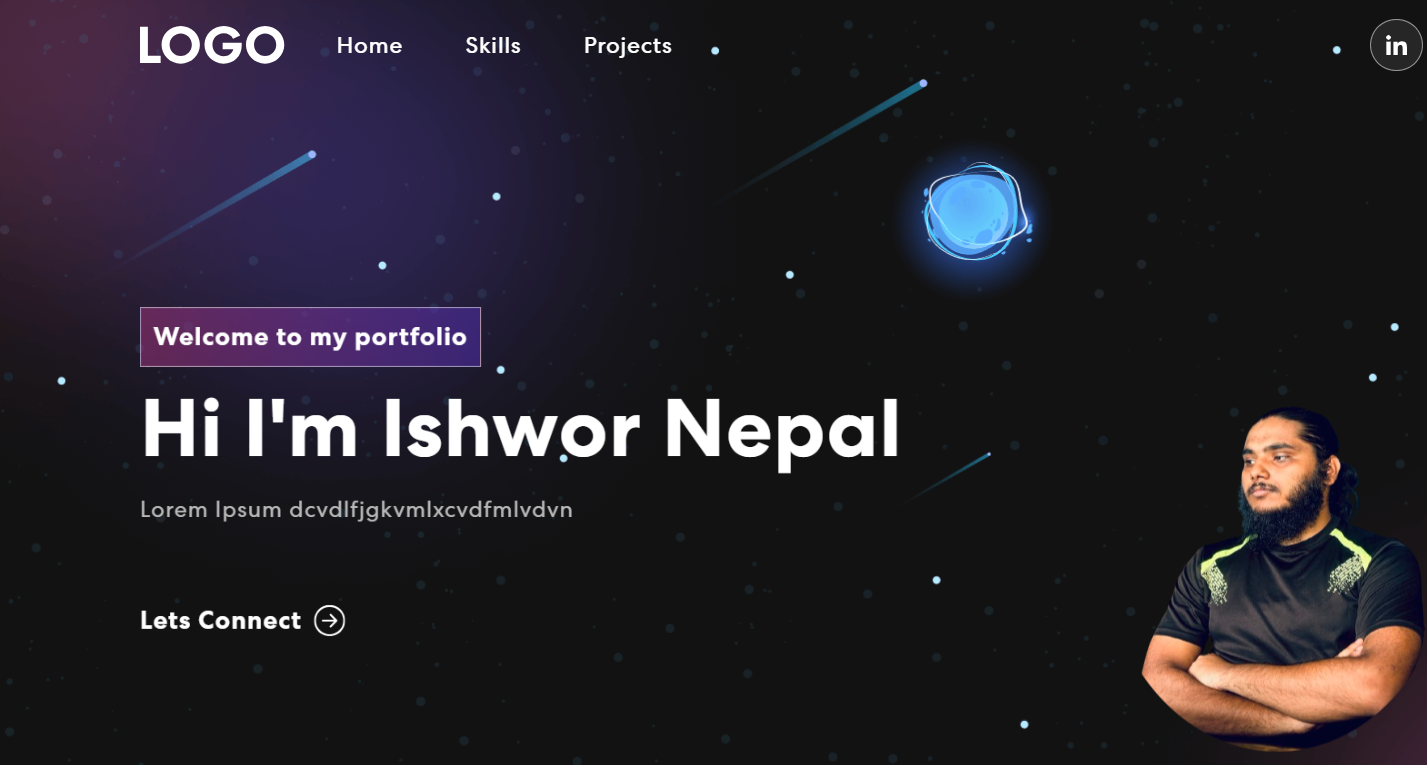 LOGO Home Skills Projects in
Welcome to my portfolio
Hi I'm Ishwor Nepal
Lorem Ipsum dcvdlfjgkvmlxcvdfmlvdvn
Lets Connect